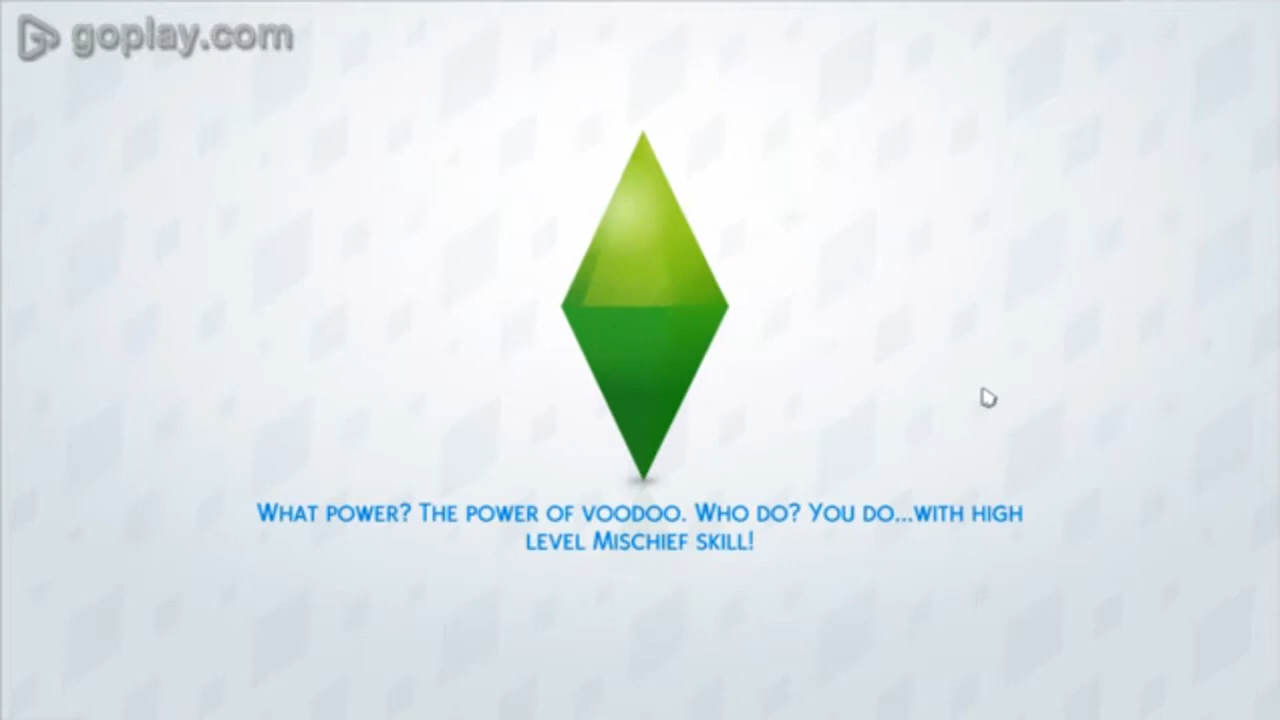 goplay.com
What power? The power of voodoo. Who do? You do...with high
level Mischief skill!